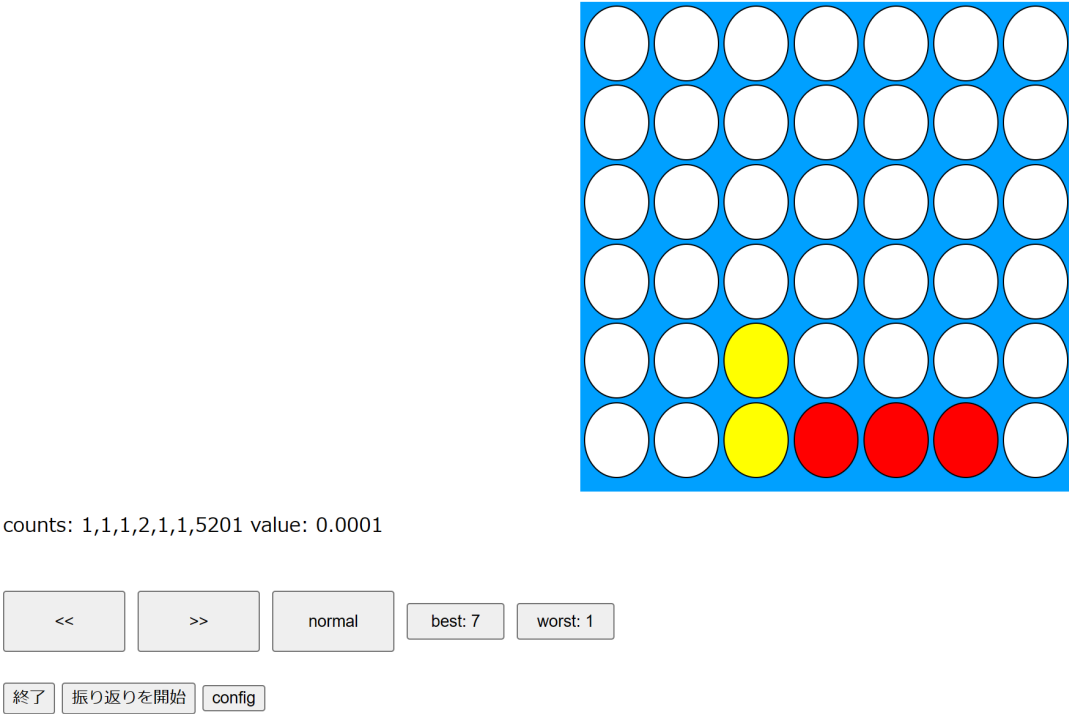 counts: 1,1,1,2,1,1,5201 value: 0.0001
<< >> normal best: 7 worst: 1
終了 振り返りを開始 config